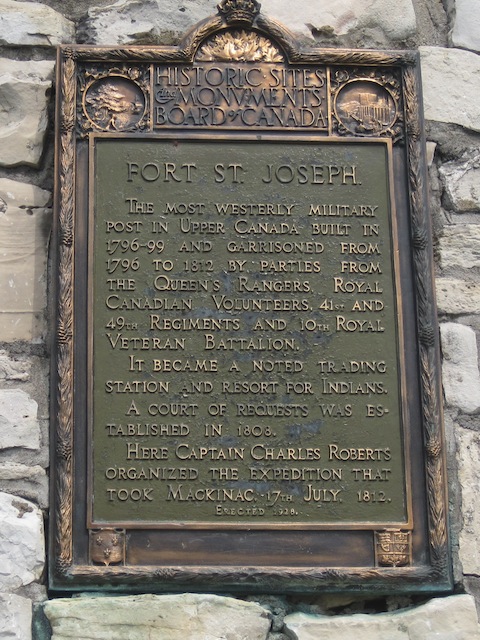 HISTORIC SITES
and MONVMENTS
BOARD of CANADA
FORT ST. JOSEPH.
THE MOST WESTERLY MILITARY
POST IN UPPER CANADA BUILT IN
1796-99 AND GARRISONED FROM
1796 TO 1812 BY PARTIES FROM
THE QUEEN'S RANGERS, ROYAL
CANADIAN VOLUNTEERS, 41ST AND
49TH REGIMENTS AND 10TH ROYAL
VETERAN BATTALION.
IT BECAME A NOTED TRADING
STATION AND RESORT FOR INDIANS.
A COURT OF REQUESTS WAS ES-
TABLISHED IN 1808.
HERE CAPTAIN CHARLES ROBERTS
ORGANIZED THE EXPEDITION THAT
TOOK MACKINAC, 17TH JULY, 1812.
ERECTED 1928.